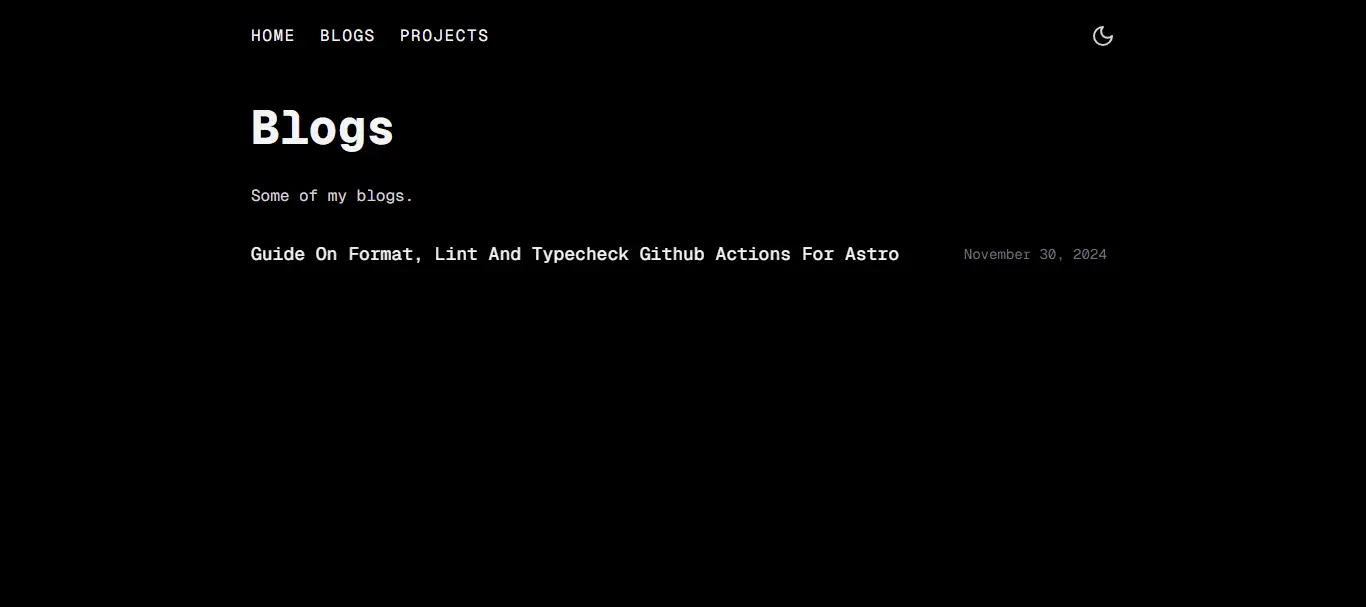 HOME BLOGS PROJECTS
Blogs
Some of my blogs.
Guide On Format, Lint And Typecheck Github Actions For Astro November 30, 2024